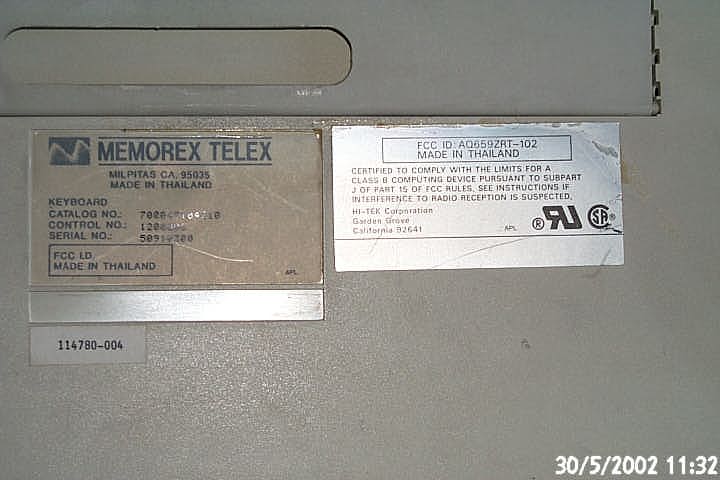 MEMOREX TELEX
MILPITAS CA. 95035
MADE IN THAILAND
KEYBOARD
CATALOG NO.:
CONTROL NO.:
SERIAL NO.:
FCC I.D.
MADE IN THAILAND
APL
114780-004
FCC ID: AQ659ZRT-102
MADE IN THAILAND
CERTIFIED TO COMPLY WITH THE LIMITS FOR A
CLASS B COMPUTING DEVICE PURSUANT TO SUBPART
J OF PART 15 OF FCC RULES. SEE INSTRUCTIONS IF
INTERFERENCE TO RADIO RECEPTION IS SUSPECTED.
HI-TEK Corporation
Garden Grove
California 92641
APL
30/5/2002 11:32